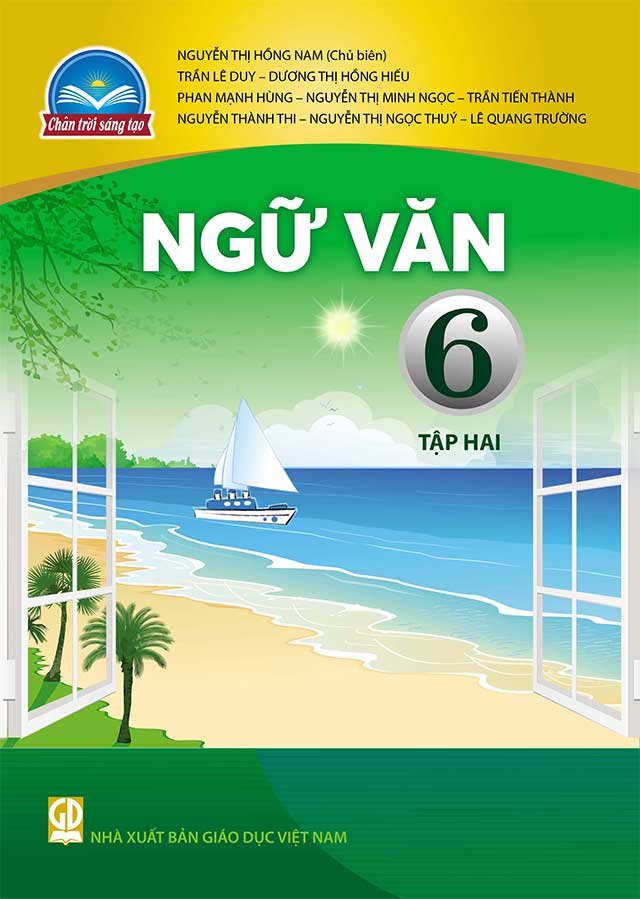 NGUYỄN THỊ HỒNG NAM (Chủ biên)
TRẦN LÊ DUY – DƯƠNG THỊ HỒNG HIẾU
PHAN MẠNH HÙNG – NGUYỄN THỊ MINH NGỌC – TRẦN TIẾN THÀNH
NGUYỄN THÀNH THI – NGUYỄN THỊ NGỌC THUÝ – LÊ QUANG TRƯỜNG
Chân trời sáng tạo
NGỮ VĂN
6
TẬP HAI
GD
NHÀ XUẤT BẢN GIÁO DỤC VIỆT NAM